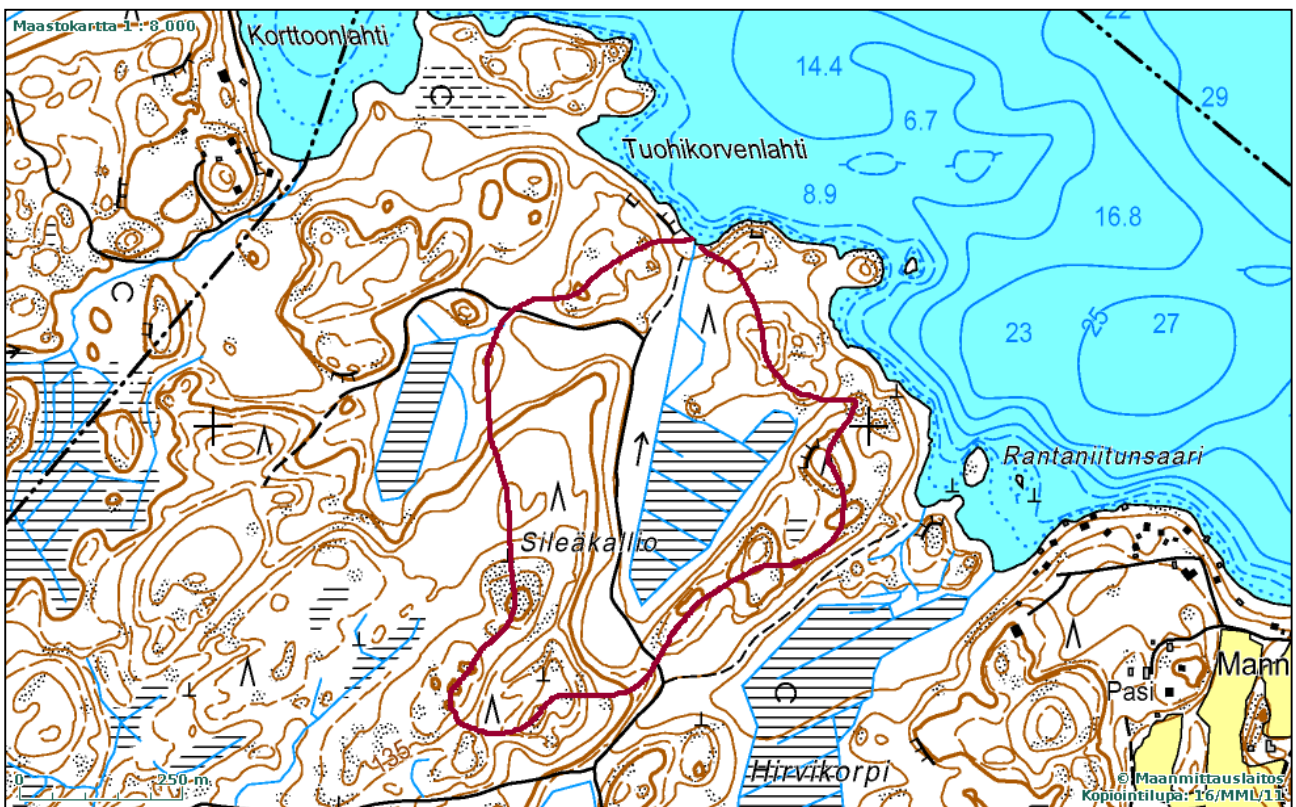 Maastokartta 1 : 8 000
Korttoonlahti
22
14.4
29
6.7
Tuohikorvenlahti
8.9
16.8
23
25
27
Rantaniitunsaari
Sileäkallio
Mann
Pasi
135
Hirvikorpi
0 250 m
© Maanmittauslaitos
Kopiointilupa: 16/MML/11